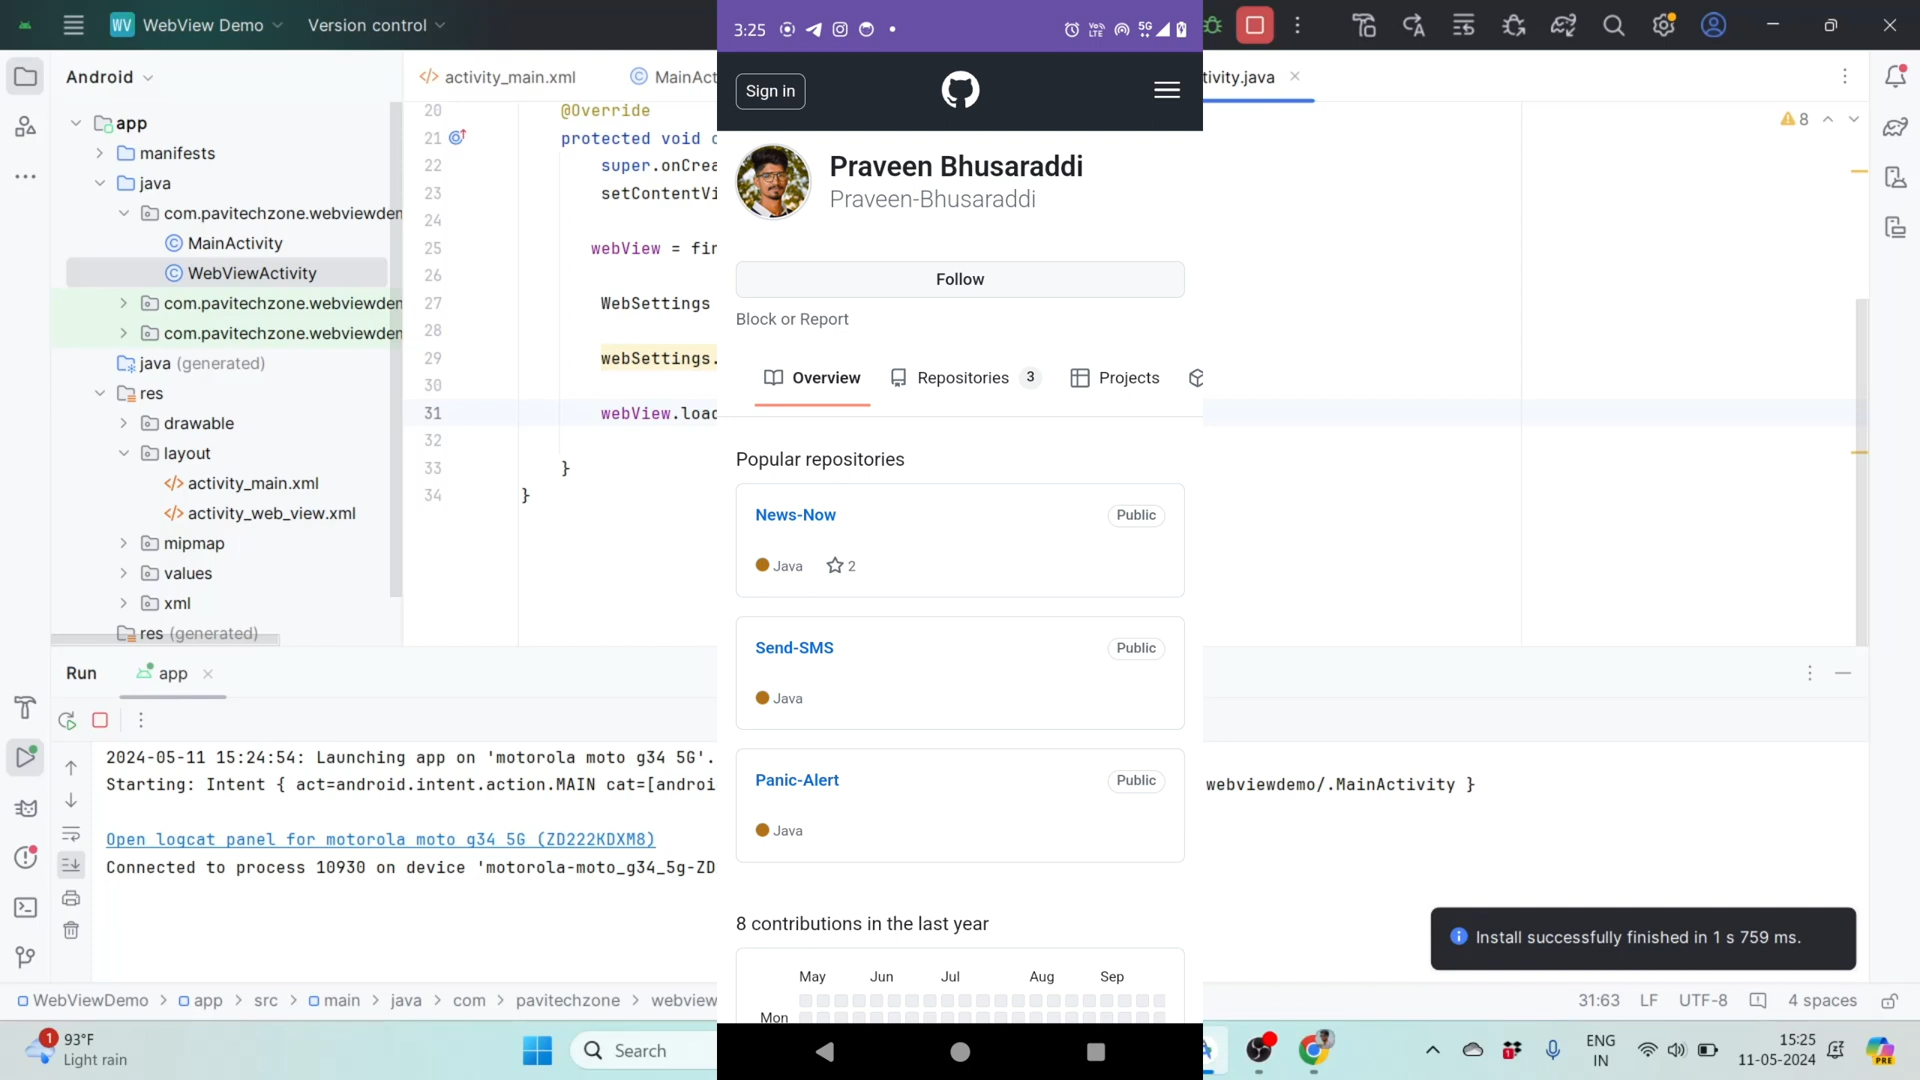 WV WebView Demo
Version control
Android
activity_main.xml
MainAct
tivity.java
app
manifests
java
com.pavitechzone.webviewden
MainActivity
WebViewActivity
com.pavitechzone.webviewden
com.pavitechzone.webviewden
java (generated)
res
drawable
layout
activity_main.xml
activity_web_view.xml
mipmap
values
xml
res (generated)
20 @Override
21 protected void
22 super.onCrea
23 setContentVi
24
25 webView = fin
26
27 WebSettings
28
29 webSettings.
30
31 webView.load
32
33 }
34 }
8
3:25
Vo LTE
5G
Sign in
Praveen Bhusaraddi
Praveen-Bhusaraddi
Follow
Block or Report
Overview
Repositories 3
Projects
Popular repositories
News-Now Public
Java 2
Send-SMS Public
Java
Panic-Alert Public
Java
8 contributions in the last year
May Jun Jul Aug Sep
Mon
Run
app
2024-05-11 15:24:54: Launching app on 'motorola moto g34 5G'.
Starting: Intent { act=android.intent.action.MAIN cat=[androi
webviewdemo/.MainActivity }
Open logcat panel for motorola moto g34 5G (ZD222KDXM8)
Connected to process 10930 on device 'motorola-moto_g34_5g-ZD
Install successfully finished in 1 s 759 ms.
WebViewDemo > app > src > main > java > com > pavitechzone > webview
31:63 LF UTF-8 4 spaces
1
93°F
Light rain
Search
ENG
IN
15:25
11-05-2024
PRE